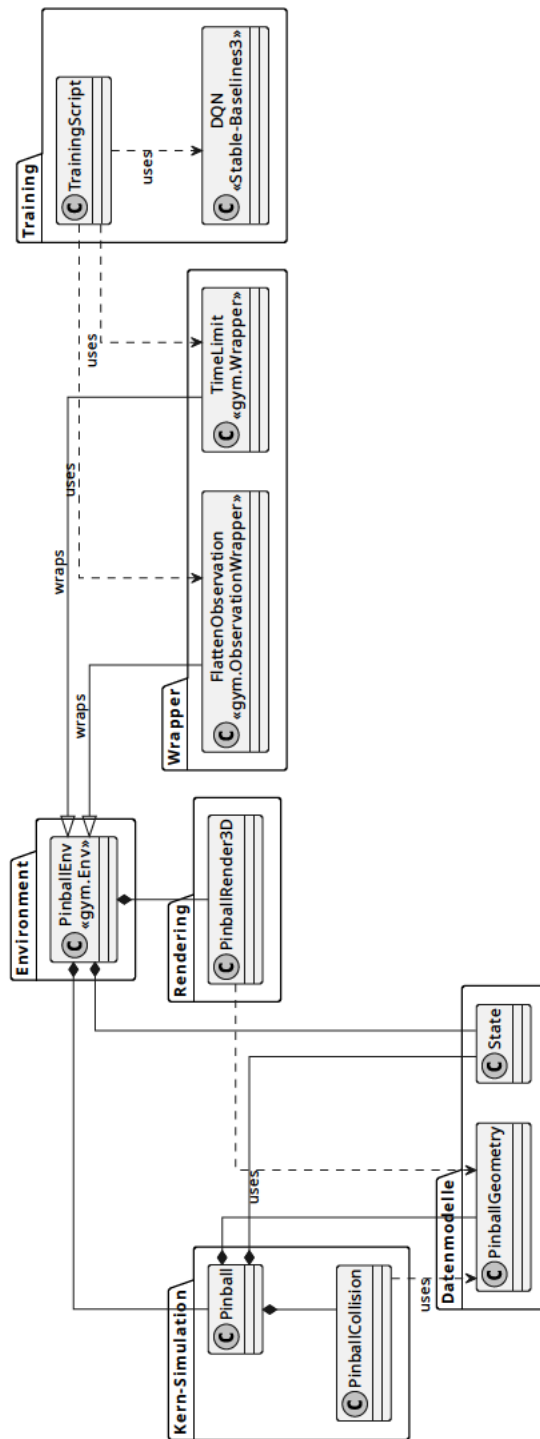 Training
C TrainingScript
uses
C DQN
«Stable-Baselines3»
uses
uses
Wrapper
C TimeLimit
«gym.Wrapper»
C FlattenObservation
«gym.ObservationWrapper»
wraps
wraps
Environment
C PinballEnv
«gym.Env»
Rendering
C PinballRender3D
uses
Datenmodelle
C State
C PinballGeometry
Kern-Simulation
C Pinball
C PinballCollision
uses